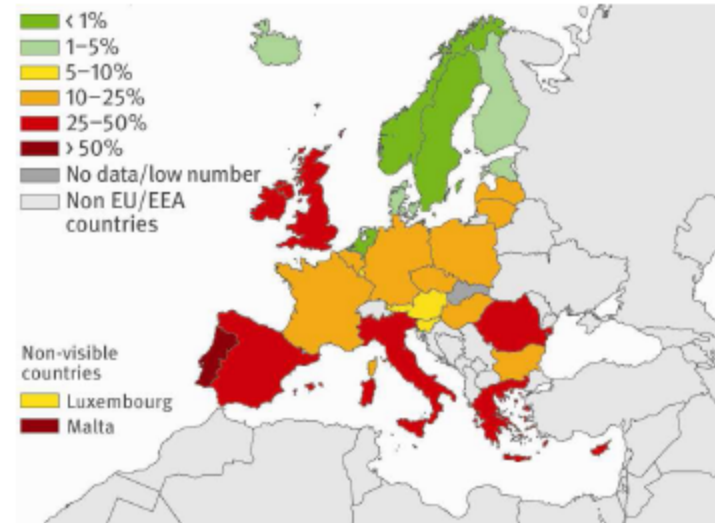 < 1%
1–5%
5–10%
10–25%
25–50%
> 50%
No data/low number
Non EU/EEA
countries
Non-visible
countries
Luxembourg
Malta